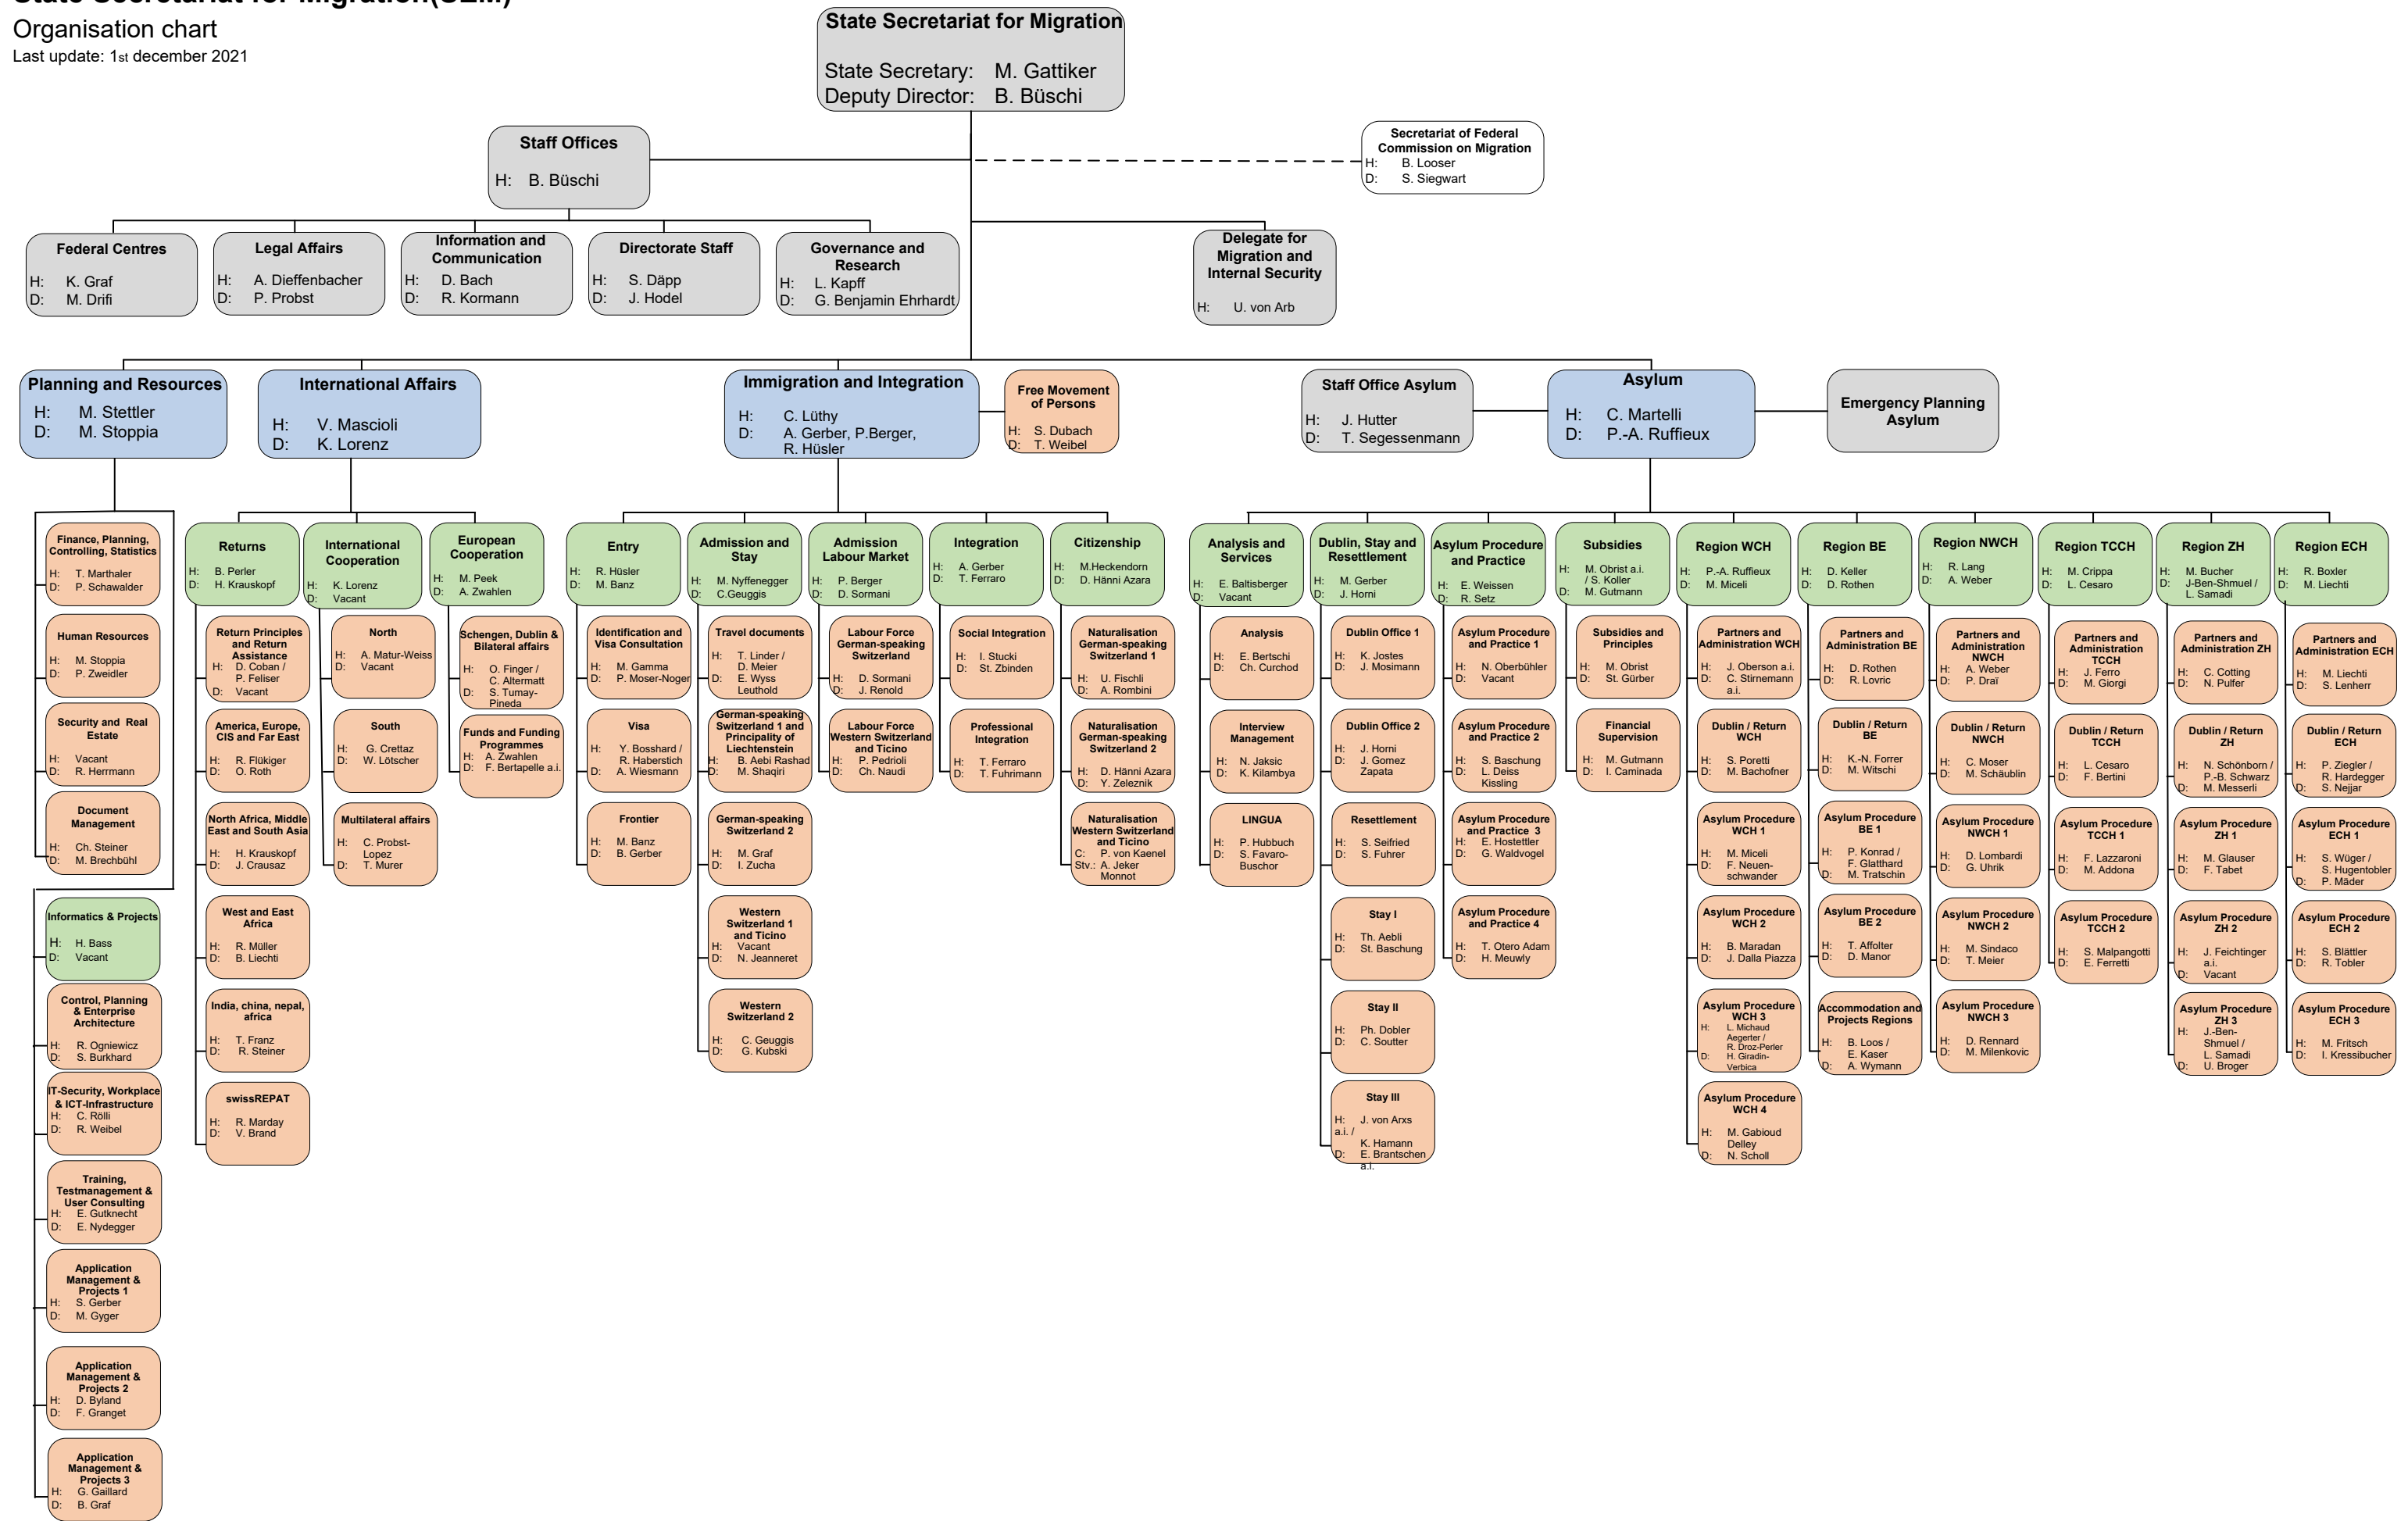 State Secretariat for Migration(SEM)
Organisation chart
Last update: 1st december 2021
State Secretariat for Migration
State Secretary: M. Gattiker
Deputy Director: B. Büschi
Staff Offices
H: B. Büschi
Secretariat of Federal
Commission on Migration
H: B. Looser
D: S. Siegwart
Federal Centres
H: K. Graf
D: M. Drifi
Legal Affairs
H: A. Dieffenbacher
D: P. Probst
Information and
Communication
H: D. Bach
D: R. Kormann
Directorate Staff
H: S. Däpp
D: J. Hodel
Governance and
Research
H: L. Kapff
D: G. Benjamin Ehrhardt
Delegate for
Migration and
Internal Security
H: U. von Arb
Planning and Resources
H: M. Stettler
D: M. Stoppia
International Affairs
H: V. Mascioli
D: K. Lorenz
Immigration and Integration
H: C. Lüthy
D: A. Gerber, P.Berger,
R. Hüsler
Free Movement
of Persons
H: S. Dubach
D: T. Weibel
Staff Office Asylum
H: J. Hutter
D: T. Segessenmann
Asylum
H: C. Martelli
D: P.-A. Ruffieux
Emergency Planning
Asylum
Finance, Planning,
Controlling, Statistics
H: T. Marthaler
D: P. Schawalder
Human Resources
H: M. Stoppia
D: P. Zweidler
Security and Real
Estate
H: Vacant
D: R. Herrmann
Document
Management
H: Ch. Steiner
D: M. Brechbühl
Informatics & Projects
H: H. Bass
D: Vacant
Control, Planning
& Enterprise
Architecture
H: R. Ogniewicz
D: S. Burkhard
IT-Security, Workplace
& ICT-Infrastructure
H: C. Rölli
D: R. Weibel
Training,
Testmanagement &
User Consulting
H: E. Gutknecht
D: E. Nydegger
Application
Management &
Projects 1
H: S. Gerber
D: M. Gyger
Application
Management &
Projects 2
H: D. Byland
D: F. Granget
Application
Management &
Projects 3
H: G. Gaillard
D: B. Graf
Returns
H: B. Perler
D: H. Krauskopf
Return Principles
and Return
Assistance
H: D. Coban /
P. Feliser
D: Vacant
America, Europe,
CIS and Far East
H: R. Flükiger
D: O. Roth
North Africa, Middle
East and South Asia
H: H. Krauskopf
D: J. Crausaz
West and East
Africa
H: R. Müller
D: B. Liechti
India, china, nepal,
africa
H: T. Franz
D: R. Steiner
swissREPAT
H: R. Marday
D: V. Brand
International
Cooperation
H: K. Lorenz
D: Vacant
North
H: A. Matur-Weiss
D: Vacant
South
H: G. Crettaz
D: W. Lötscher
Multilateral affairs
H: C. Probst-
Lopez
D: T. Murer
European
Cooperation
H: M. Peek
D: A. Zwahlen
Schengen, Dublin &
Bilateral affairs
H: O. Finger /
C. Altermatt
D: S. Tumay-
Pineda
Funds and Funding
Programmes
H: A. Zwahlen
D: F. Bertapelle a.i.
Entry
H: R. Hüsler
D: M. Banz
Identification and
Visa Consultation
H: M. Gamma
D: P. Moser-Noger
Visa
H: Y. Bosshard /
R. Haberstich
D: A. Wiesmann
Frontier
H: M. Banz
D: B. Gerber
Admission and
Stay
H: M. Nyffenegger
D: C.Geuggis
Travel documents
H: T. Linder /
D. Meier
D: E. Wyss
Leuthold
German-speaking
Switzerland 1 and
Principality of
Liechtenstein
H: B. Aebi Rashad
D: M. Shaqiri
German-speaking
Switzerland 2
H: M. Graf
D: I. Zucha
Western
Switzerland 1
and Ticino
H: Vacant
D: N. Jeanneret
Western
Switzerland 2
H: C. Geuggis
D: G. Kubski
Admission
Labour Market
H: P. Berger
D: D. Sormani
Labour Force
German-speaking
Switzerland
H: D. Sormani
D: J. Renold
Labour Force
Western Switzerland
and Ticino
H: P. Pedrioli
D: Ch. Naudi
Integration
H: A. Gerber
D: T. Ferraro
Social Integration
H: I. Stucki
D: St. Zbinden
Professional
Integration
H: T. Ferraro
D: T. Fuhrimann
Citizenship
H: M.Heckendorn
D: D. Hänni Azara
Naturalisation
German-speaking
Switzerland 1
H: U. Fischli
D: A. Rombini
Naturalisation
German-speaking
Switzerland 2
H: D. Hänni Azara
D: Y. Zeleznik
Naturalisation
Western Switzerland
and Ticino
C: P. von Kaenel
Stv.: A. Jeker
Monnot
Analysis and
Services
H: E. Baltisberger
D: Vacant
Analysis
H: E. Bertschi
D: Ch. Curchod
Interview
Management
H: N. Jaksic
D: K. Kilambya
LINGUA
H: P. Hubbuch
D: S. Favaro-
Buschor
Dublin, Stay and
Resettlement
H: M. Gerber
D: J. Horni
Dublin Office 1
H: K. Jostes
D: J. Mosimann
Dublin Office 2
H: J. Horni
D: J. Gomez
Zapata
Resettlement
H: S. Seifried
D: S. Fuhrer
Stay I
H: Th. Aebli
D: St. Baschung
Stay II
H: Ph. Dobler
D: C. Soutter
Stay III
H: J. von Arxs
a.i. /
K. Hamann
D: E. Brantschen
a.i.
Asylum Procedure
and Practice
H: E. Weissen
D: R. Setz
Asylum Procedure
and Practice 1
H: N. Oberbühler
D: Vacant
Asylum Procedure
and Practice 2
H: S. Baschung
D: L. Deiss
Kissling
Asylum Procedure
and Practice 3
H: E. Hostettler
D: G. Waldvogel
Asylum Procedure
and Practice 4
H: T. Otero Adam
D: H. Meuwly
Subsidies
H: M. Obrist a.i.
/ S. Koller
D: M. Gutmann
Subsidies and
Principles
H: M. Obrist
D: St. Gürber
Financial
Supervision
H: M. Gutmann
D: I. Caminada
Region WCH
H: P.-A. Ruffieux
D: M. Miceli
Partners and
Administration WCH
H: J. Oberson a.i.
D: C. Stirnemann
a.i.
Dublin / Return
WCH
H: S. Poretti
D: M. Bachofner
Asylum Procedure
WCH 1
H: M. Miceli
D: F. Neuen-
schwander
Asylum Procedure
WCH 2
H: B. Maradan
D: J. Dalla Piazza
Asylum Procedure
WCH 3
H: L. Michaud
Aegerter /
R. Droz-Perler
D: H. Giradin-
Verbica
Asylum Procedure
WCH 4
H: M. Gabioud
Delley
D: N. Scholl
Region BE
H: D. Keller
D: D. Rothen
Partners and
Administration BE
H: D. Rothen
D: R. Lovric
Dublin / Return
BE
H: K.-N. Forrer
D: M. Witschi
Asylum Procedure
BE 1
H: P. Konrad /
F. Glatthard
D: M. Tratschin
Asylum Procedure
BE 2
H: T. Affolter
D: D. Manor
Accommodation and
Projects Regions
H: B. Loos /
E. Kaser
D: A. Wymann
Region NWCH
H: R. Lang
D: A. Weber
Partners and
Administration
NWCH
H: A. Weber
D: P. Draï
Dublin / Return
NWCH
H: C. Moser
D: M. Schäublin
Asylum Procedure
NWCH 1
H: D. Lombardi
D: G. Uhrik
Asylum Procedure
NWCH 2
H: M. Sindaco
D: T. Meier
Asylum Procedure
NWCH 3
H: D. Rennard
D: M. Milenkovic
Region TCCH
H: M. Crippa
D: L. Cesaro
Partners and
Administration
TCCH
H: J. Ferro
D: M. Giorgi
Dublin / Return
TCCH
H: L. Cesaro
D: F. Bertini
Asylum Procedure
TCCH 1
H: F. Lazzaroni
D: M. Addona
Asylum Procedure
TCCH 2
H: S. Malpangotti
D: E. Ferretti
Region ZH
H: M. Bucher
D: J-Ben-Shmuel /
L. Samadi
Partners and
Administration ZH
H: C. Cotting
D: N. Pulfer
Dublin / Return
ZH
H: N. Schönborn /
P.-B. Schwarz
D: M. Messerli
Asylum Procedure
ZH 1
H: M. Glauser
D: F. Tabet
Asylum Procedure
ZH 2
H: J. Feichtinger
a.i.
D: Vacant
Asylum Procedure
ZH 3
H: J.-Ben-
Shmuel /
L. Samadi
D: U. Broger
Region ECH
H: R. Boxler
D: M. Liechti
Partners and
Administration ECH
H: M. Liechti
D: S. Lenherr
Dublin / Return
ECH
H: P. Ziegler /
R. Hardegger
D: S. Nejjar
Asylum Procedure
ECH 1
H: S. Wüger /
S. Hugentobler
D: P. Mäder
Asylum Procedure
ECH 2
H: S. Blättler
D: R. Tobler
Asylum Procedure
ECH 3
H: M. Fritsch
D: I. Kressibucher